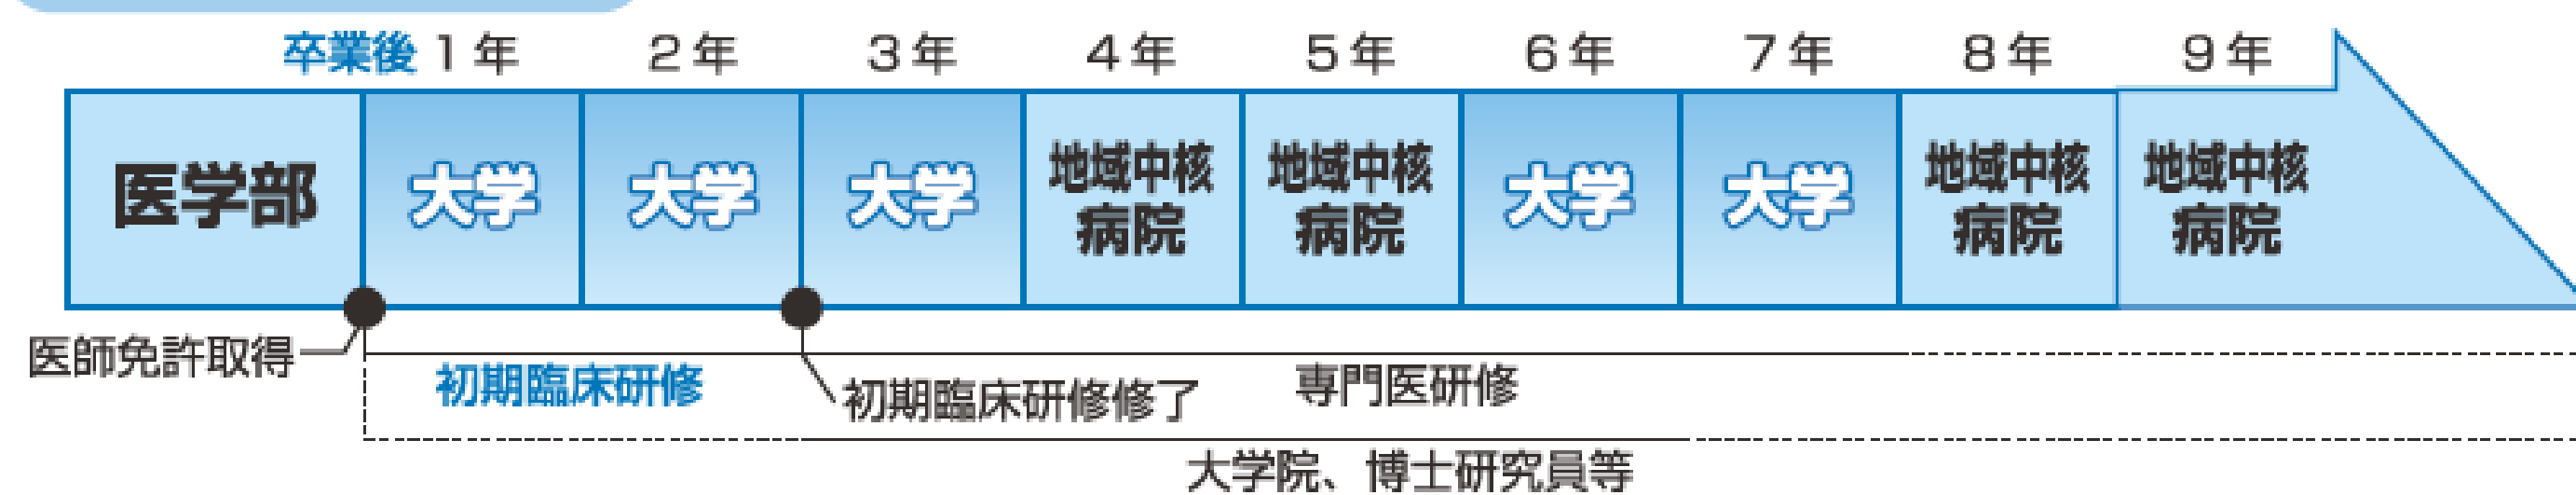 卒業後 1年 2年 3年 4年 5年 6年 7年 8年 9年
医学部 大学 大学 大学 地域中核病院 地域中核病院 大学 大学 地域中核病院 地域中核病院
医師免許取得
初期臨床研修
初期臨床研修修了
専門医研修
大学院、博士研究員等